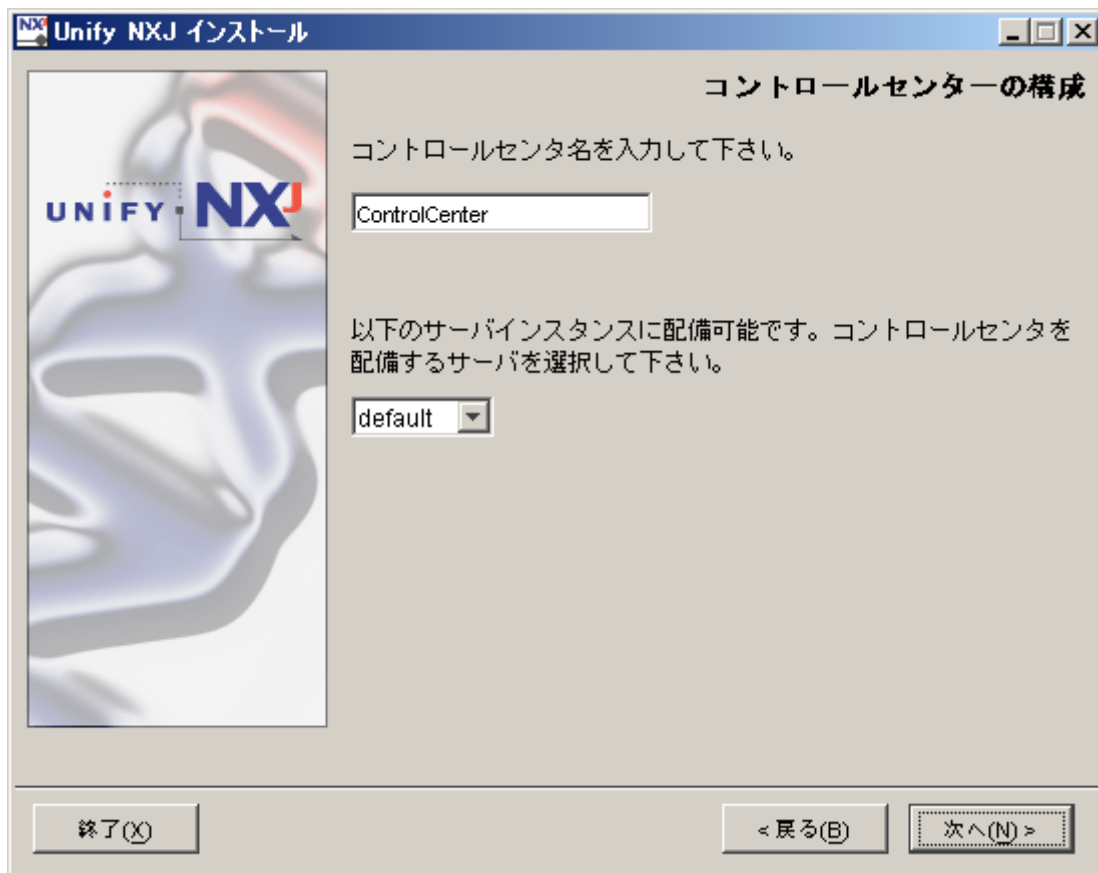 Unify NXJ インストール
コントロールセンターの構成
コントロールセンタ名を入力して下さい。
UNiFY NXJ
ControlCenter
以下のサーバインスタンスに配備可能です。コントロールセンタを
配備するサーバを選択して下さい。
default
終了(X)
< 戻る(B)
次へ(N) >